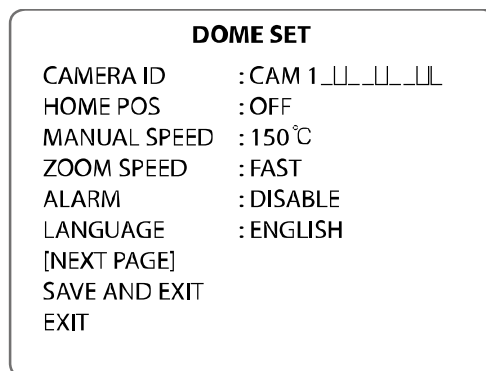 DOME SET
CAMERA ID : CAM 1
HOME POS : OFF
MANUAL SPEED : 150℃
ZOOM SPEED : FAST
ALARM : DISABLE
LANGUAGE : ENGLISH
[NEXT PAGE]
SAVE AND EXIT
EXIT